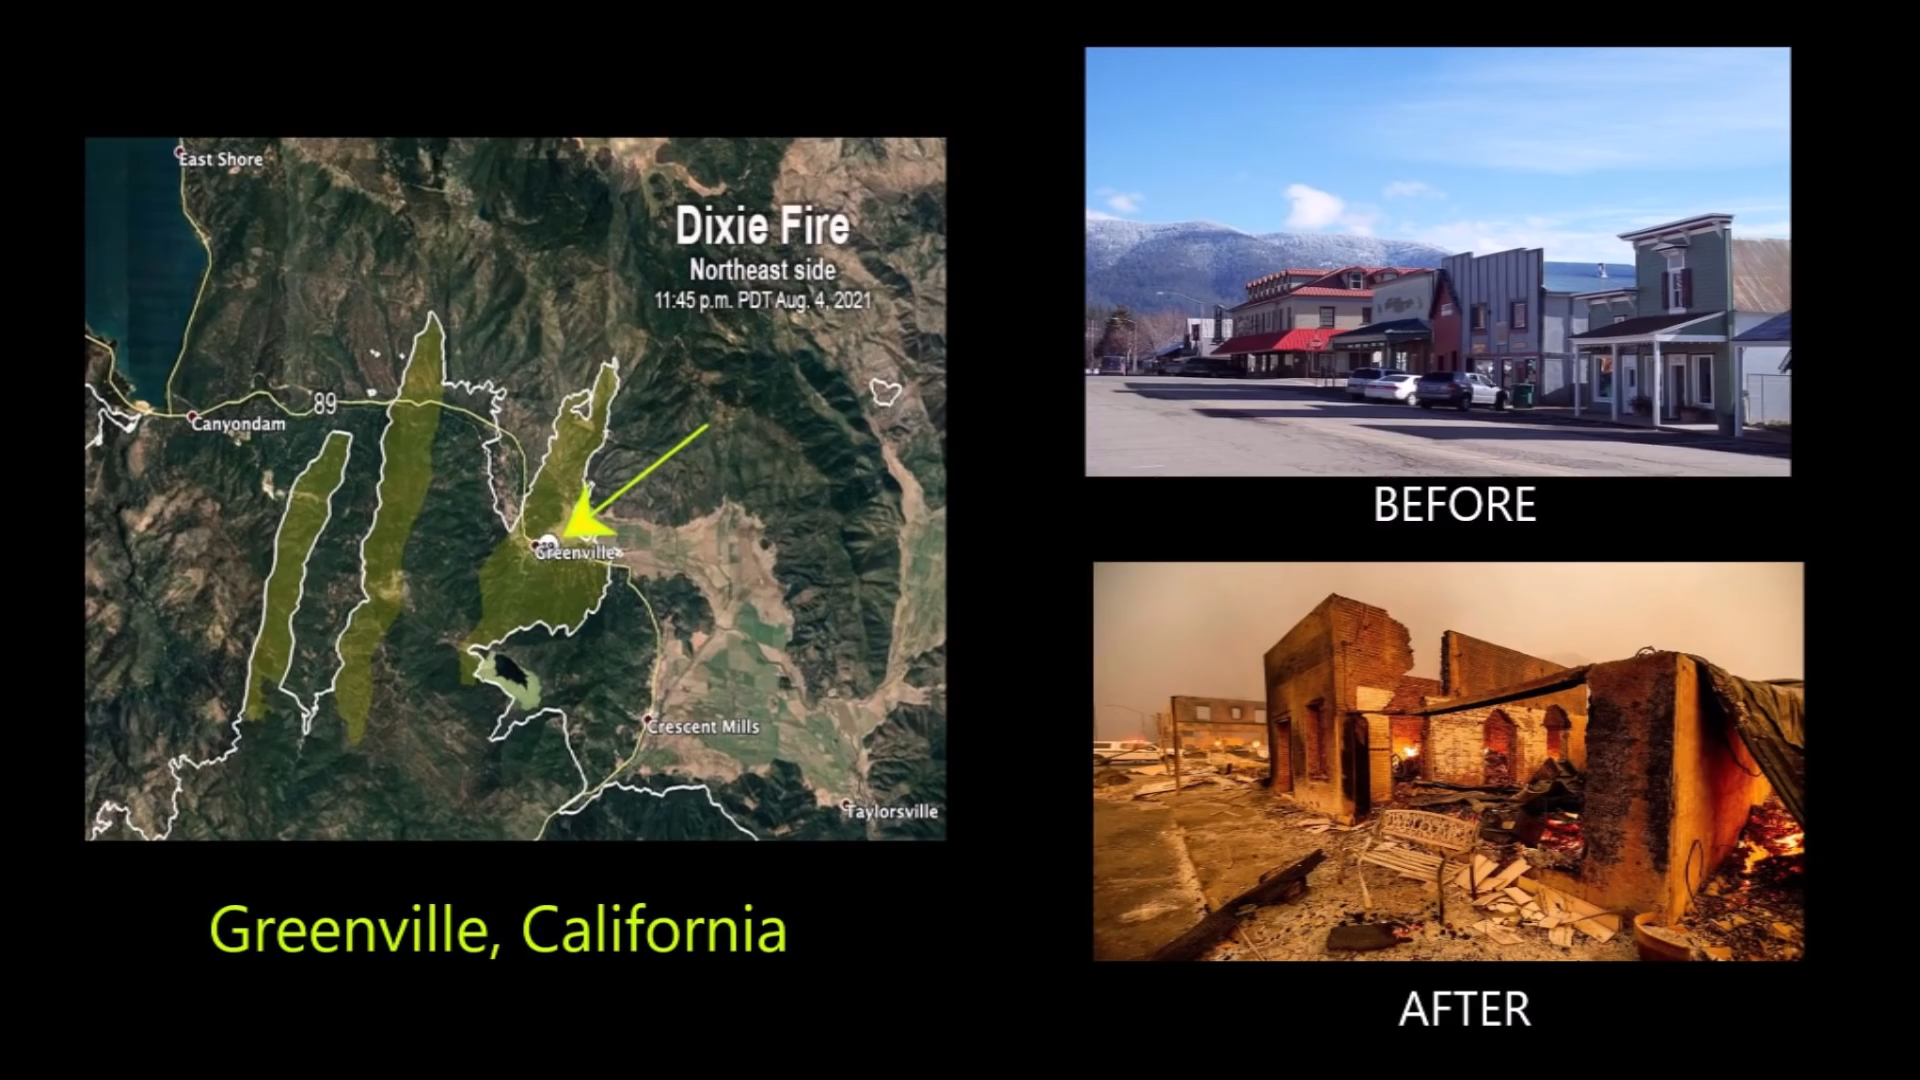 East Shore
Dixie Fire
Northeast side
11:45 p.m. PDT Aug. 4, 2021
89
Canyondam
Greenville
Crescent Mills
Taylorsville
Greenville, California
BEFORE
WELCOME
AFTER